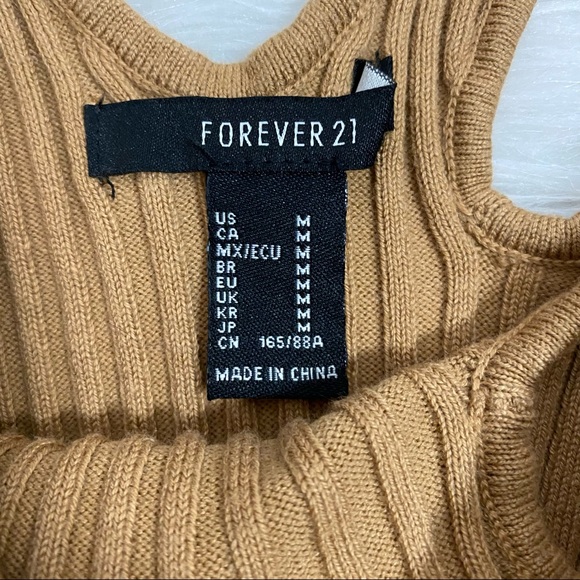 FOREVER 21
US M
CA M
MX/ECU M
BR M
EU M
UK M
KR M
JP M
CN 165/88A
MADE IN CHINA